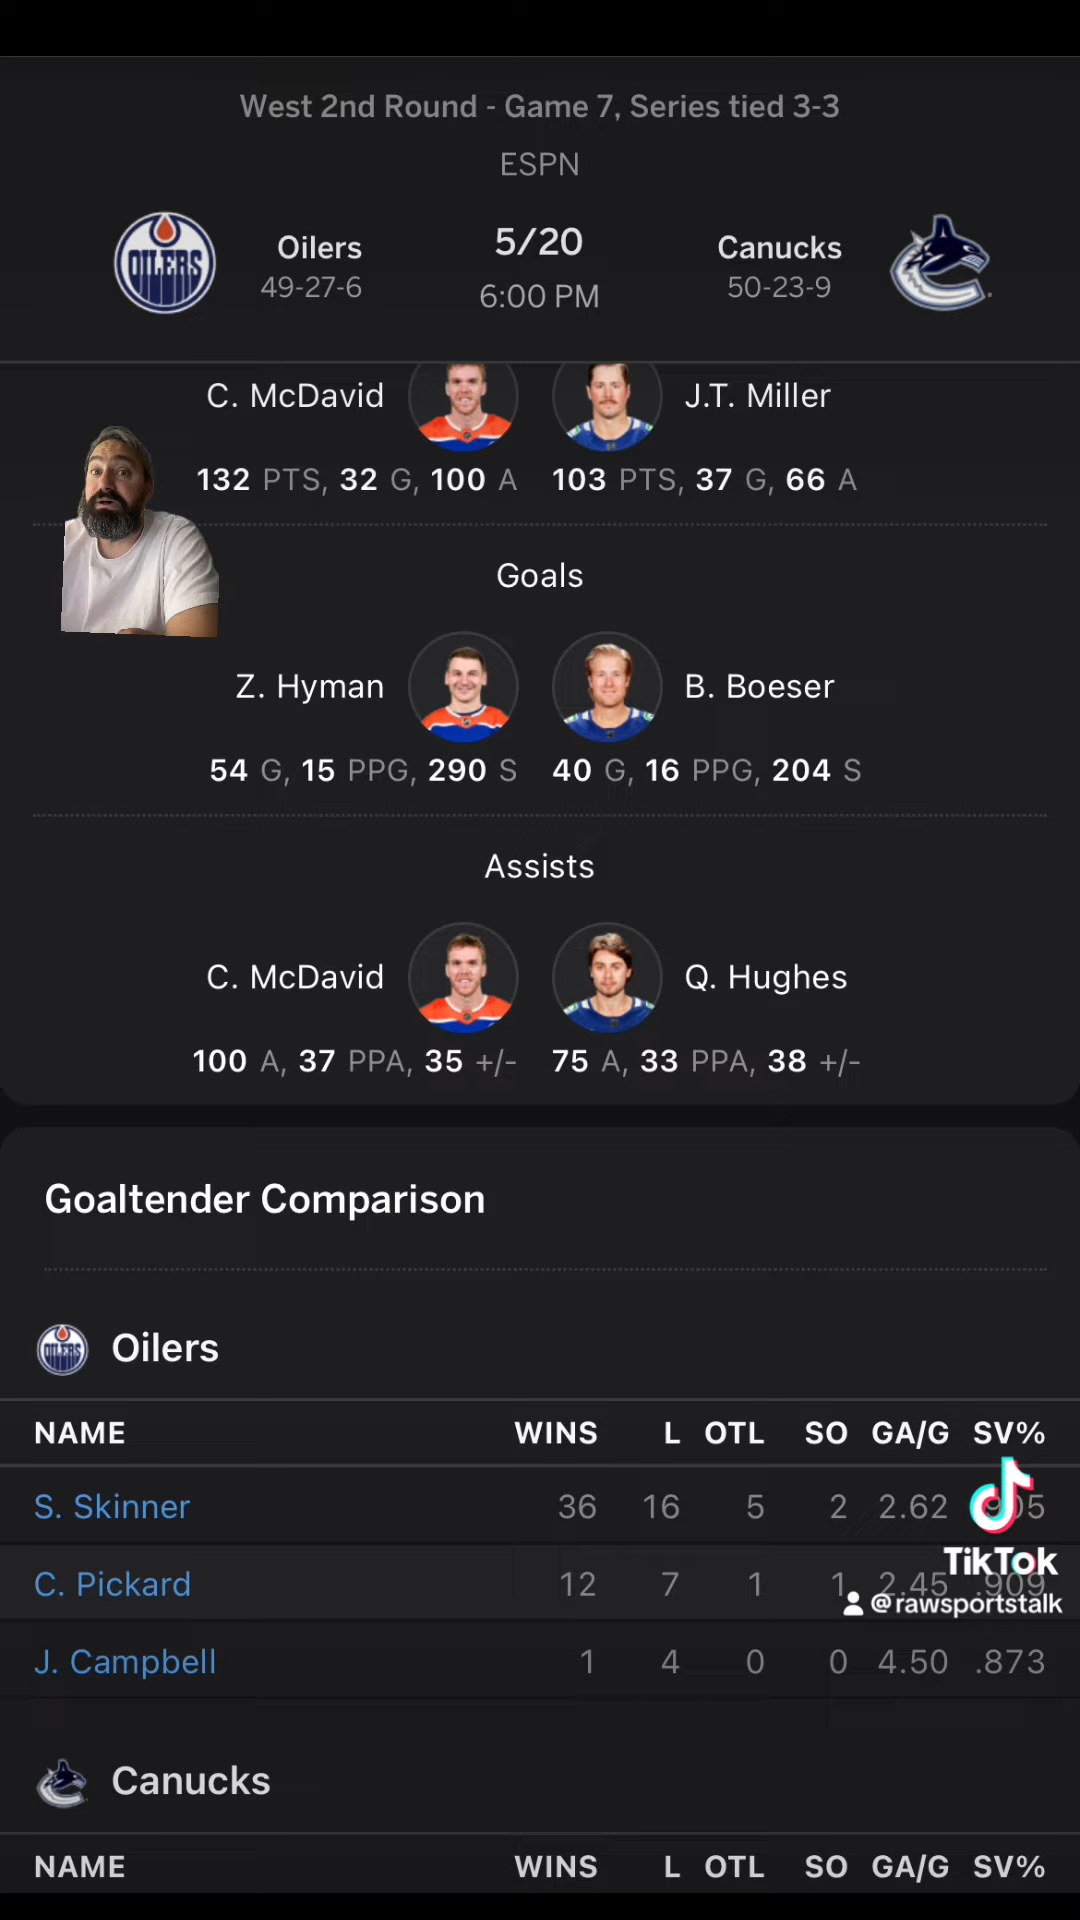 West 2nd Round - Game 7, Series tied 3-3
ESPN
OILERS
Oilers
49-27-6
5/20
6:00 PM
Canucks
50-23-9
C. McDavid
J.T. Miller
132 PTS, 32 G, 100 A
103 PTS, 37 G, 66 A
Goals
Z. Hyman
B. Boeser
54 G, 15 PPG, 290 S
40 G, 16 PPG, 204 S
Assists
C. McDavid
Q. Hughes
100 A, 37 PPA, 35 +/-
75 A, 33 PPA, 38 +/-
Goaltender Comparison
OILERS
Oilers
NAME WINS L OTL SO GA/G SV%
S. Skinner 36 16 5 2 2.62
C. Pickard 12 7 1 1 2.45 .909
TikTok
@rawsportstalk
J. Campbell 1 4 0 0 4.50 .873
Canucks
NAME WINS L OTL SO GA/G SV%